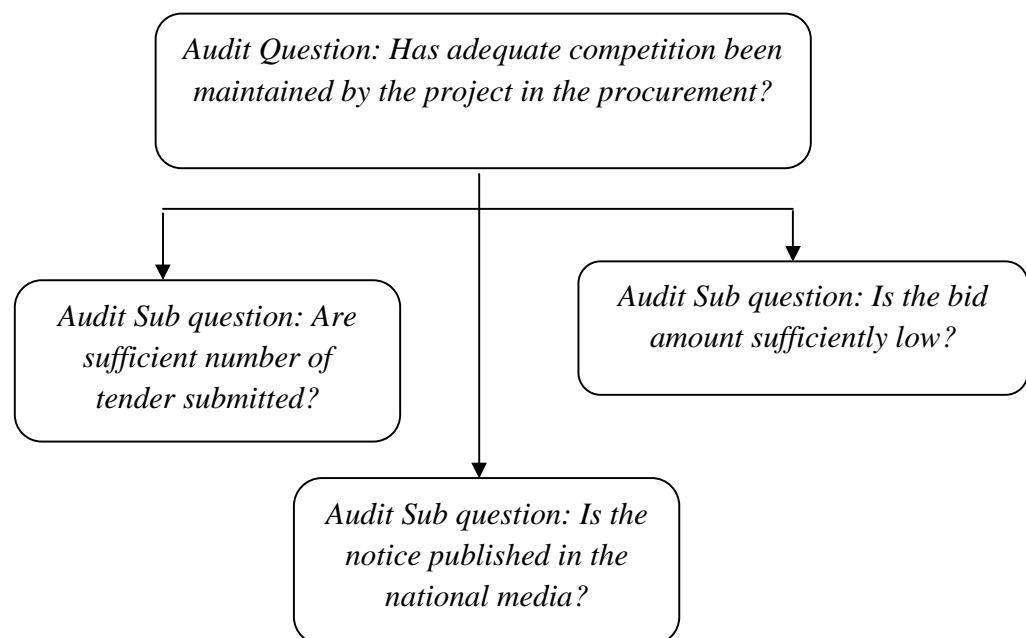 Audit Question: Has adequate competition been
maintained by the project in the procurement?
Audit Sub question: Are
sufficient number of
tender submitted?
Audit Sub question: Is the bid
amount sufficiently low?
Audit Sub question: Is the
notice published in the
national media?